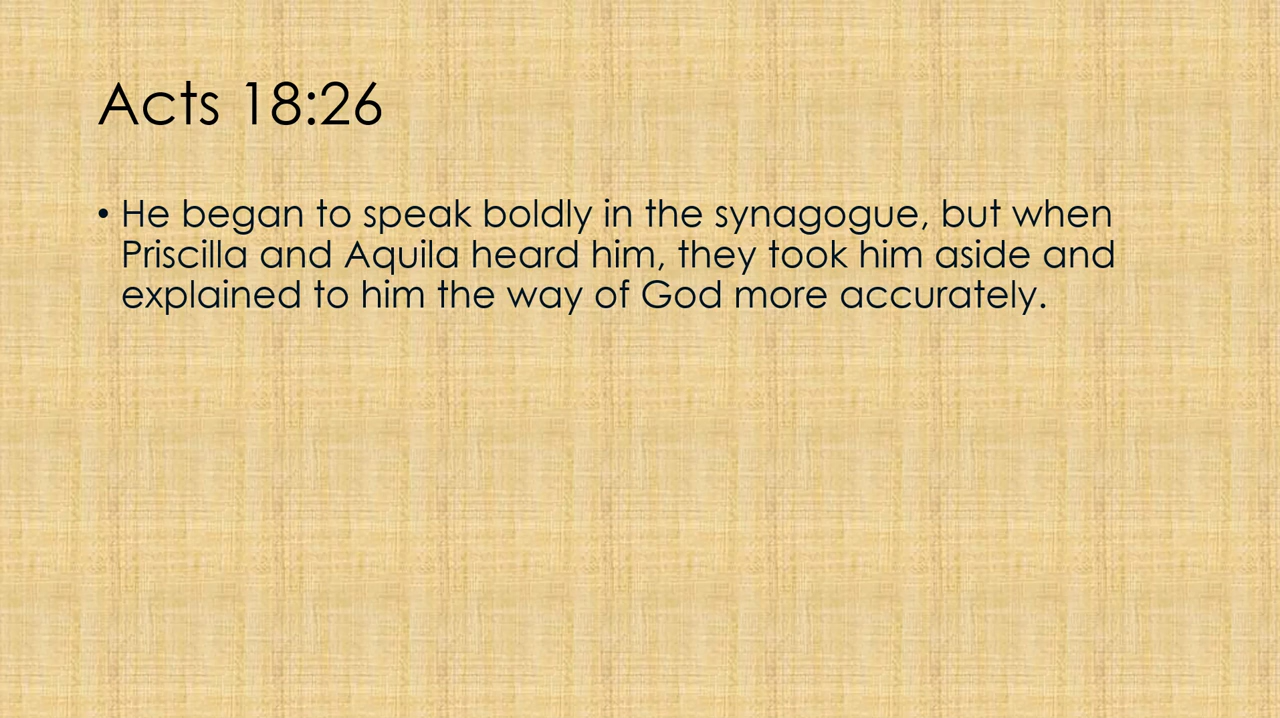 Acts 18:26
• He began to speak boldly in the synagogue, but when
Priscilla and Aquila heard him, they took him aside and
explained to him the way of God more accurately.